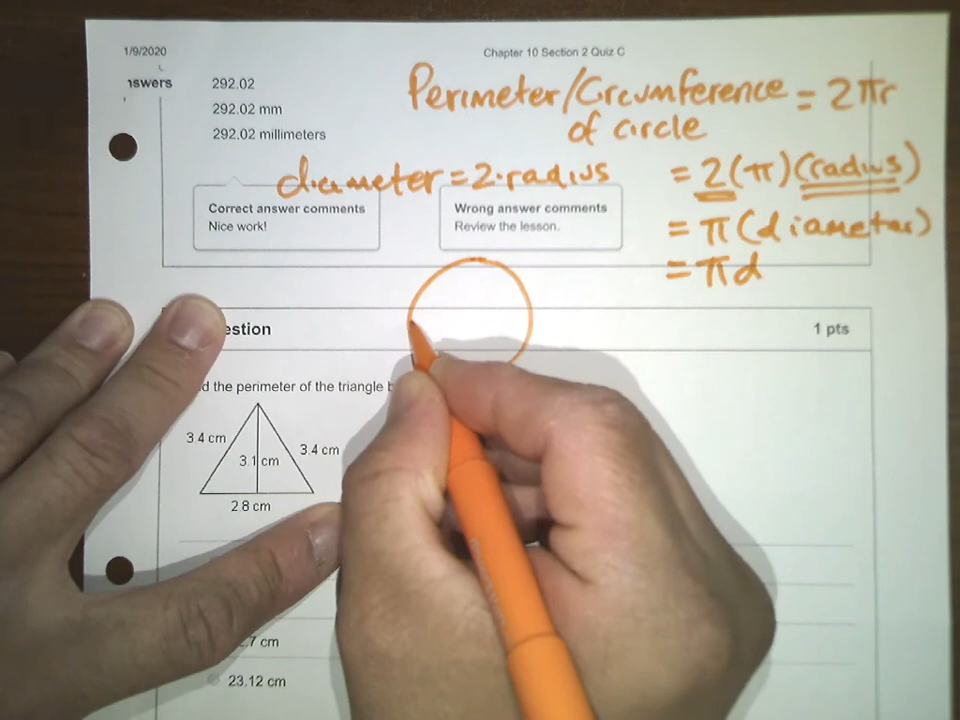 1/9/2020 Chapter 10 Section 2 Quiz C
nswers 292.02
292.02 mm
292.02 millimeters
Perimeter/Circumference = 2πr
of circle
diameter = 2·radius
= 2(π)(radius)
= π(diameter)
= πd
Correct answer comments
Nice work!
Wrong answer comments
Review the lesson.
estion 1 pts
d the perimeter of the triangle b
3.4 cm
3.4 cm
3.1 cm
2.8 cm
.7 cm
23.12 cm